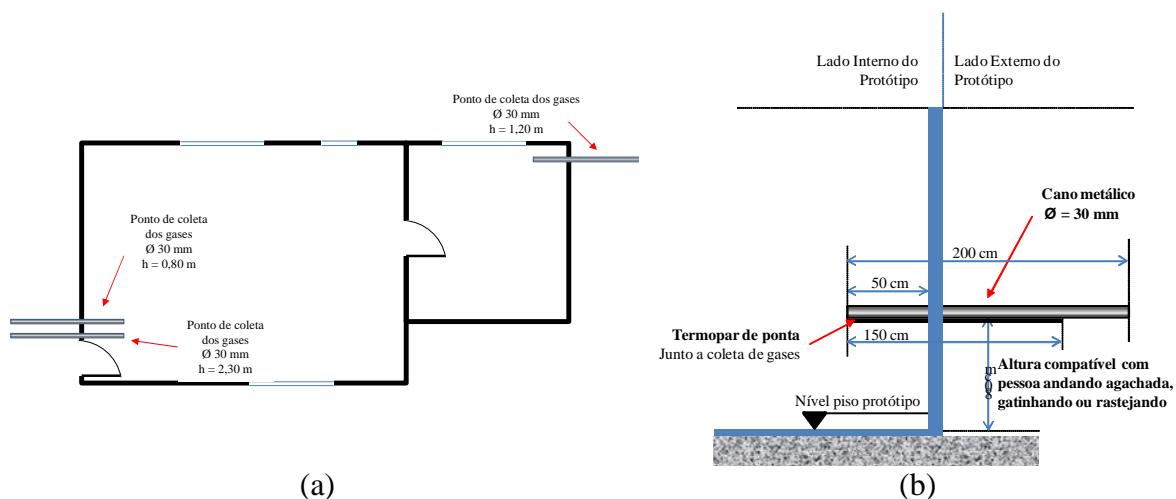 Ponto de coleta dos gases
Ø 30 mm
h = 1,20 m
Ponto de coleta
dos gases
Ø 30 mm
h = 0,80 m
Ponto de coleta
dos gases
Ø 30 mm
h = 2,30 m
(a)
Lado Interno do
Protótipo
Lado Externo do
Protótipo
Cano metálico
Ø = 30 mm
200 cm
50 cm
Termopar de ponta
Junto a coleta de gases
150 cm
Altura compatível com
pessoa andando agachada,
gatinhando ou rastejando
Nível piso protótipo
(b)